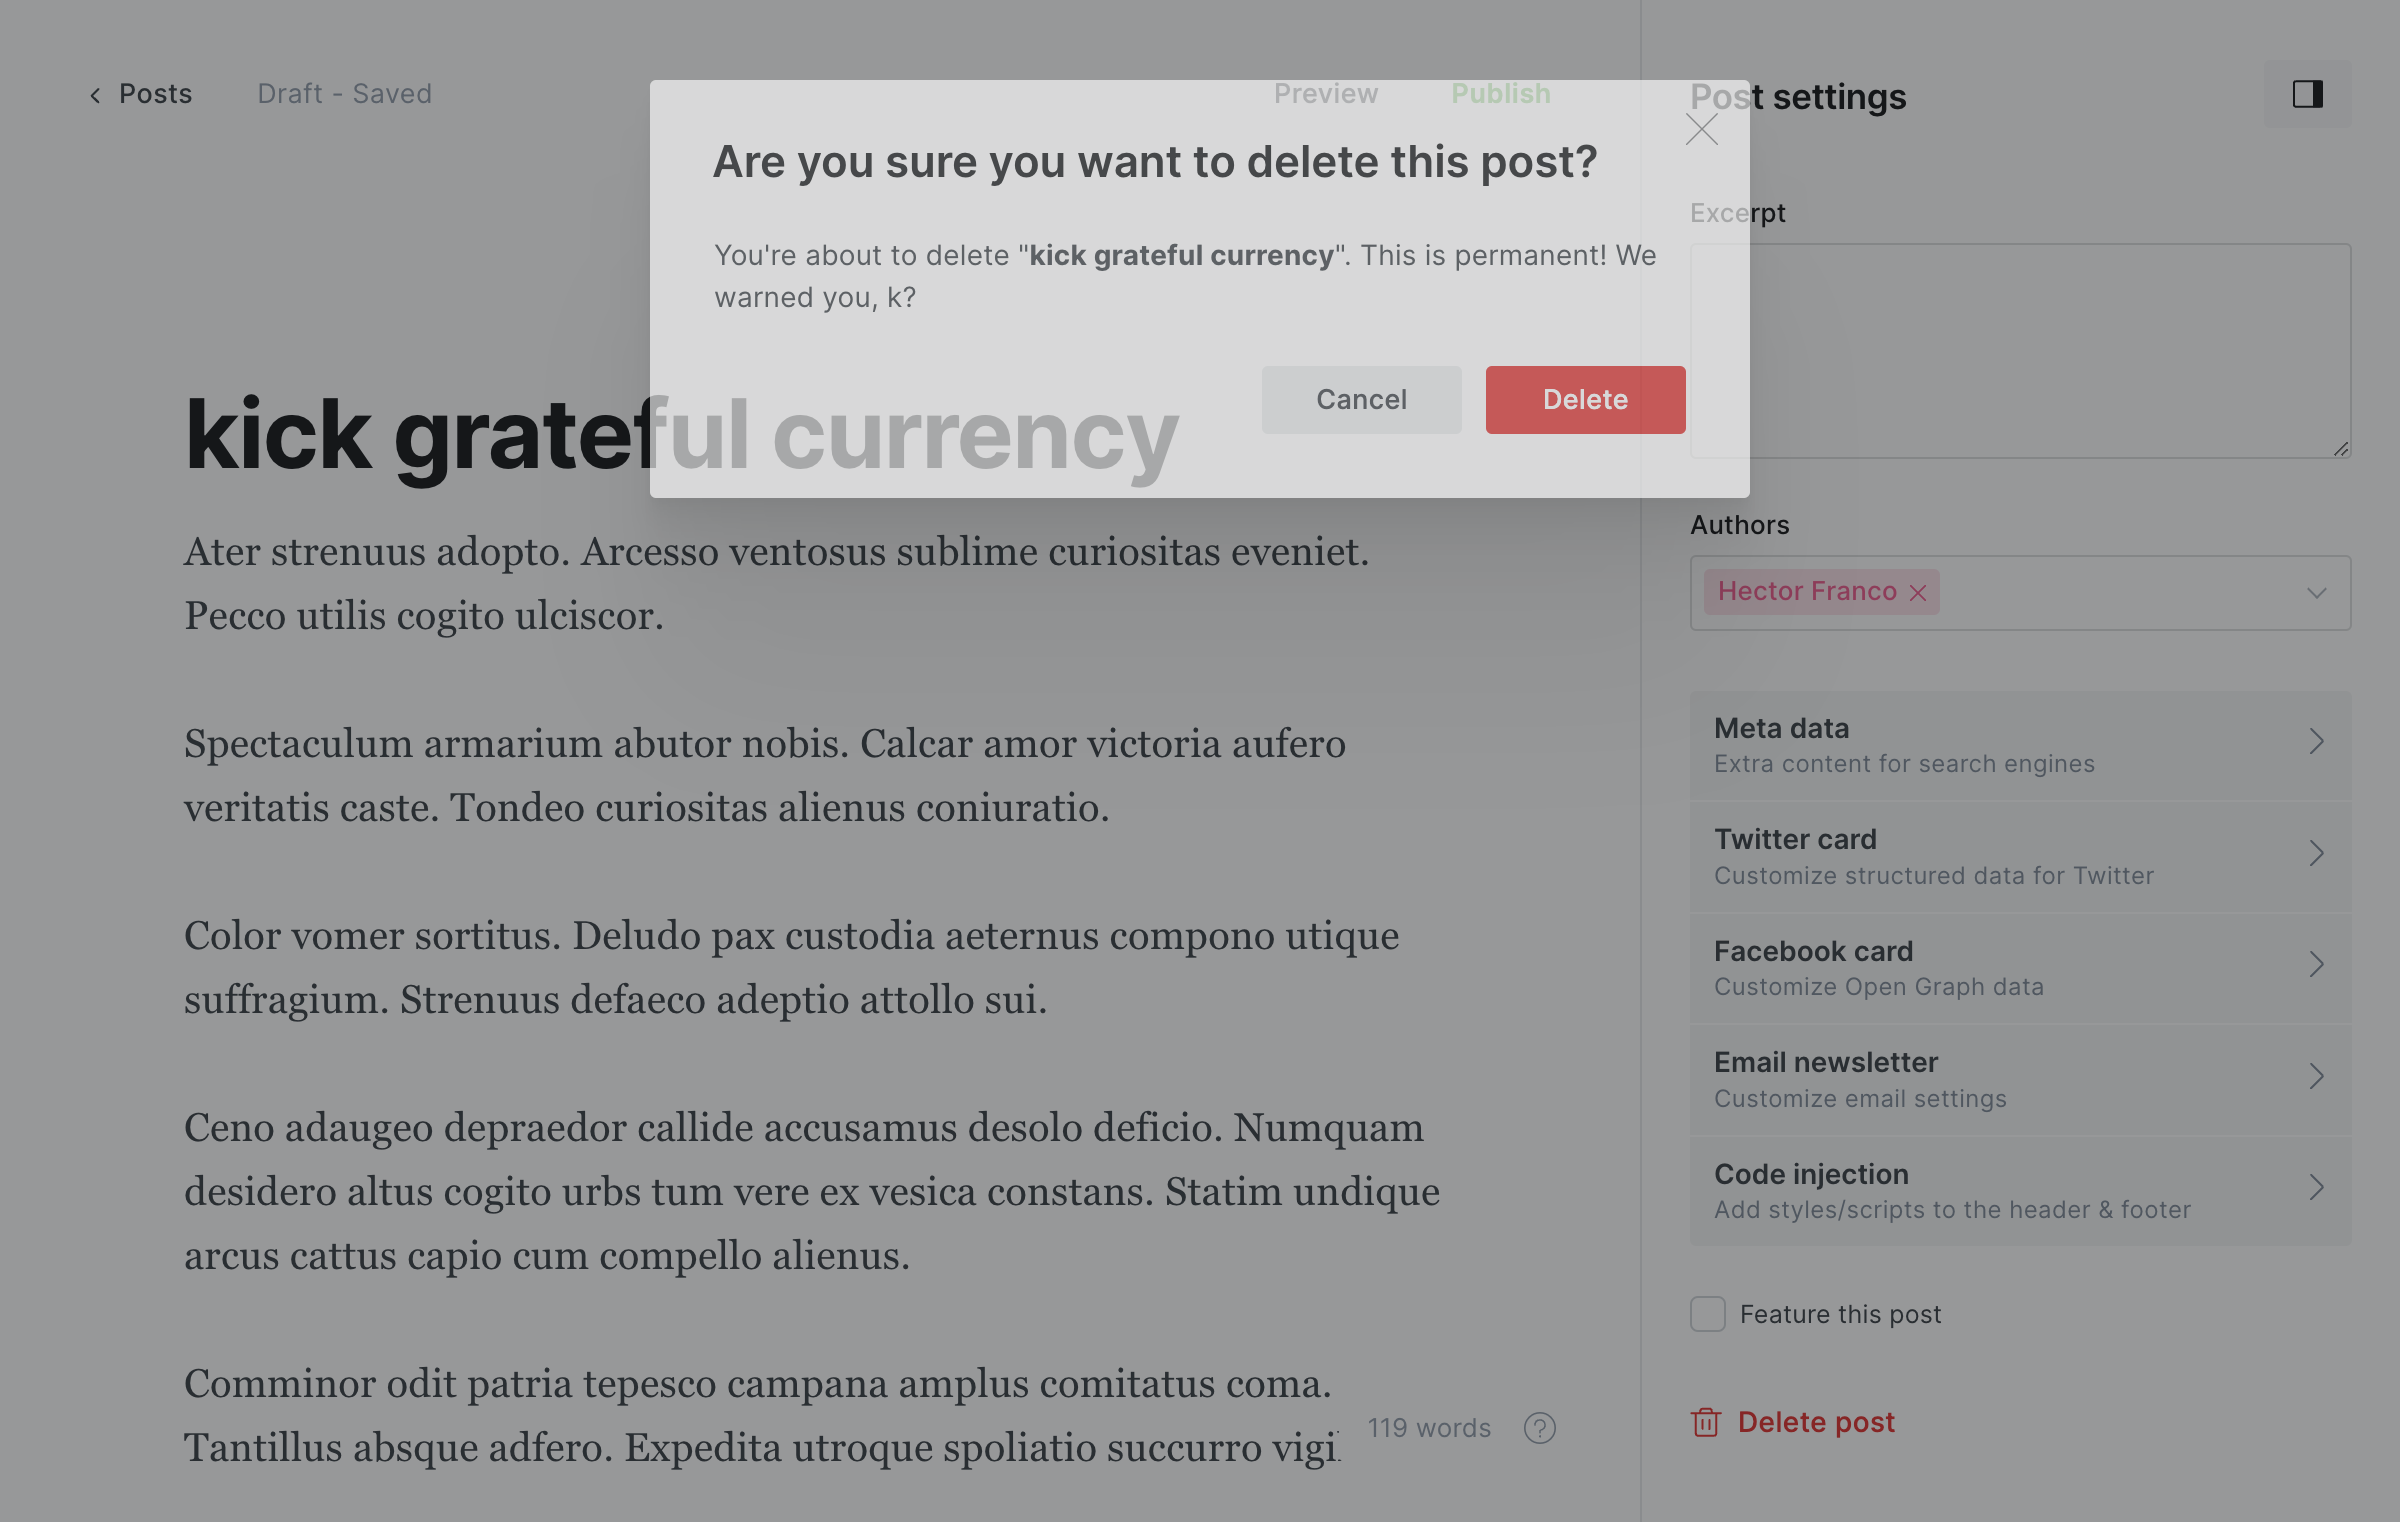 Posts
Draft - Saved
Preview
Publish
Post settings
Are you sure you want to delete this post?
You're about to delete "kick grateful currency". This is permanent! We
warned you, k?
Cancel
Delete
kick grateful currency
Ater strenuus adopto. Arcesso ventosus sublime curiositas eveniet.
Pecco utilis cogito ulciscor.
Spectaculum armarium abutor nobis. Calcar amor victoria aufero
veritatis caste. Tondeo curiositas alienus coniuratio.
Color vomer sortitus. Deludo pax custodia aeternus compono utique
suffragium. Strenuus defaeco adeptio attollo sui.
Ceno adaugeo depraedor callide accusamus desolo deficio. Numquam
desidero altus cogito urbs tum vere ex vesica constans. Statim undique
arcus cattus capio cum compello alienus.
Comminor odit patria tepesco campana amplus comitatus coma.
Tantillus absque adfero. Expedita utroque spoliatio succurro
119 words
?
Excerpt
Authors
Hector Franco
Meta data
Extra content for search engines
Twitter card
Customize structured data for Twitter
Facebook card
Customize Open Graph data
Email newsletter
Customize email settings
Code injection
Add styles/scripts to the header & footer
Feature this post
Delete post